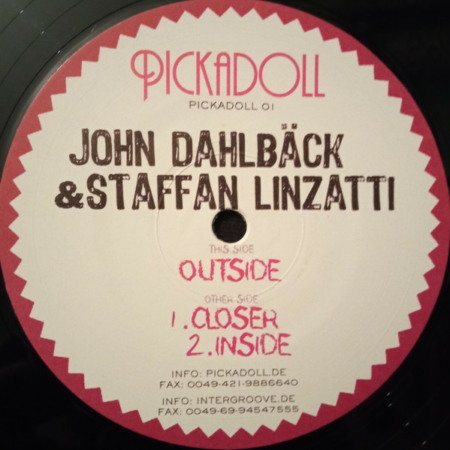 PICKADOLL
PICKADOLL 01
JOHN DAHLBÄCK
&STAFFAN LINZATTI
THIS SIDE
OUTSIDE
OTHER SIDE
1.CLOSER
2.INSIDE
INFO: PICKADOLL.DE
FAX: 0049-421-9886640
INFO: INTERGROOVE.DE
FAX: 0049-69-94547555